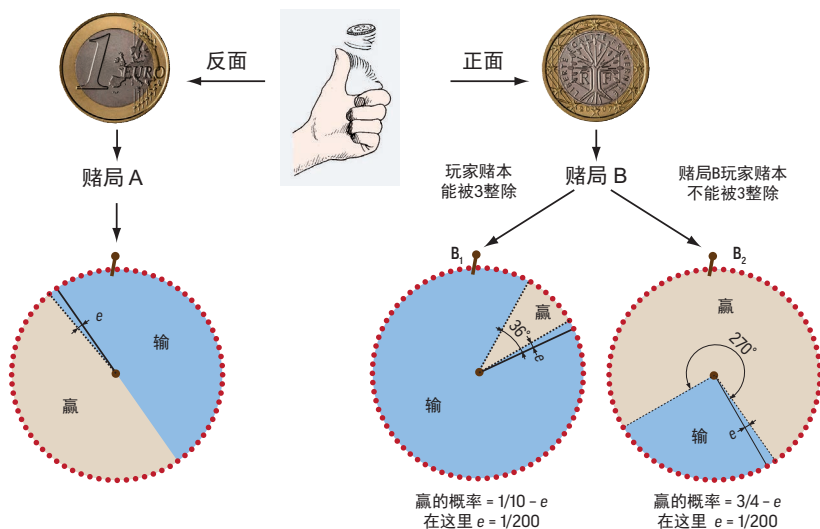 反面
正面
1 EURO
RF
赌局 A
玩家赌本
能被3整除
赌局 B
赌局B玩家赌本
不能被3整除
B₁
B₂
e
输
赢
赢
36°
e
输
赢
270°
输
e
赢的概率 = 1/10 – e
在这里 e = 1/200
赢的概率 = 3/4 – e
在这里 e = 1/200